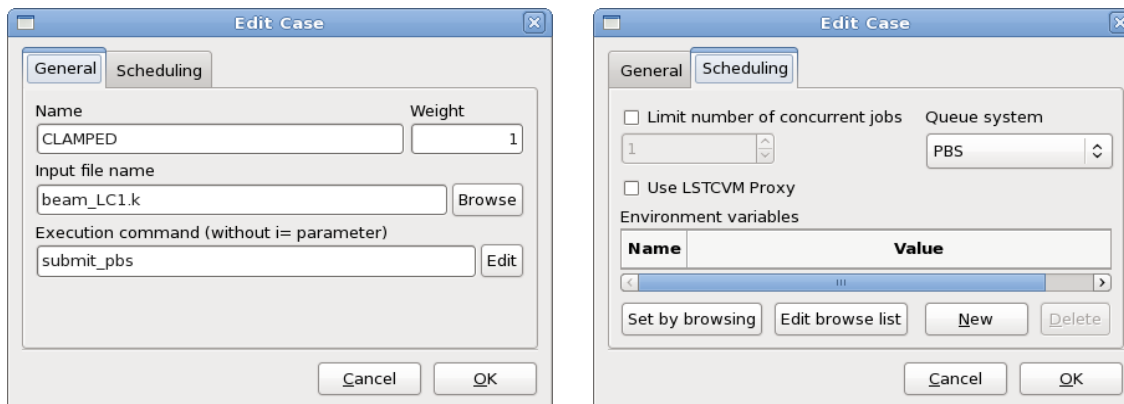 Edit Case
General Scheduling
Name Weight
CLAMPED 1
Input file name
beam_LC1.k Browse
Execution command (without i= parameter)
submit_pbs Edit
Cancel OK
Edit Case
General Scheduling
Limit number of concurrent jobs Queue system
1 PBS
Use LSTCVM Proxy
Environment variables
Name Value
Set by browsing Edit browse list New Delete
Cancel OK